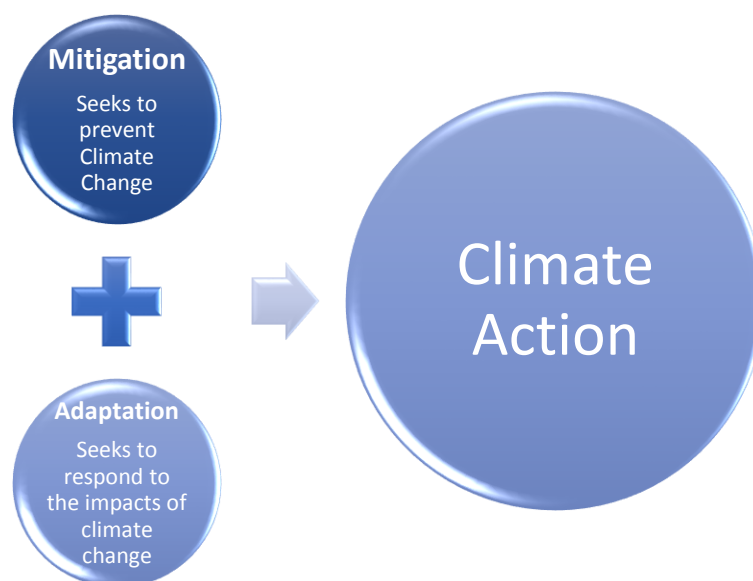 Mitigation
Seeks to
prevent
Climate
Change
Adaptation
Seeks to
respond to
the impacts of
climate
change
Climate
Action